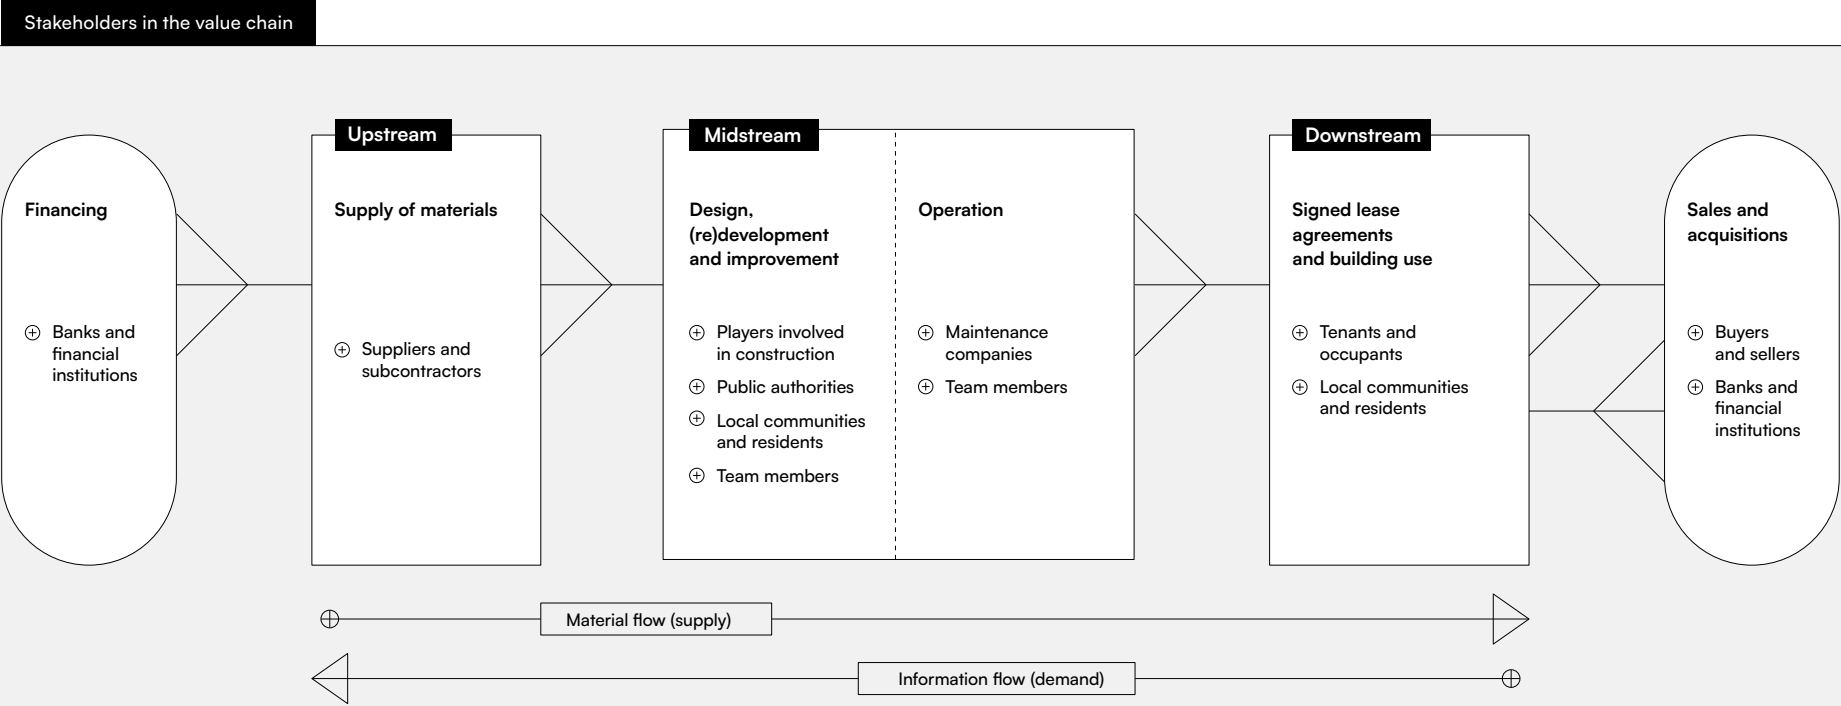 Stakeholders in the value chain
Financing
Banks and
financial
institutions
Upstream
Supply of materials
Suppliers and
subcontractors
Midstream
Design,
(re)development
and improvement
Players involved
in construction
Public authorities
Local communities
and residents
Team members
Operation
Maintenance
companies
Team members
Downstream
Signed lease
agreements
and building use
Tenants and
occupants
Local communities
and residents
Sales and
acquisitions
Buyers
and sellers
Banks and
financial
institutions
Material flow (supply)
Information flow (demand)